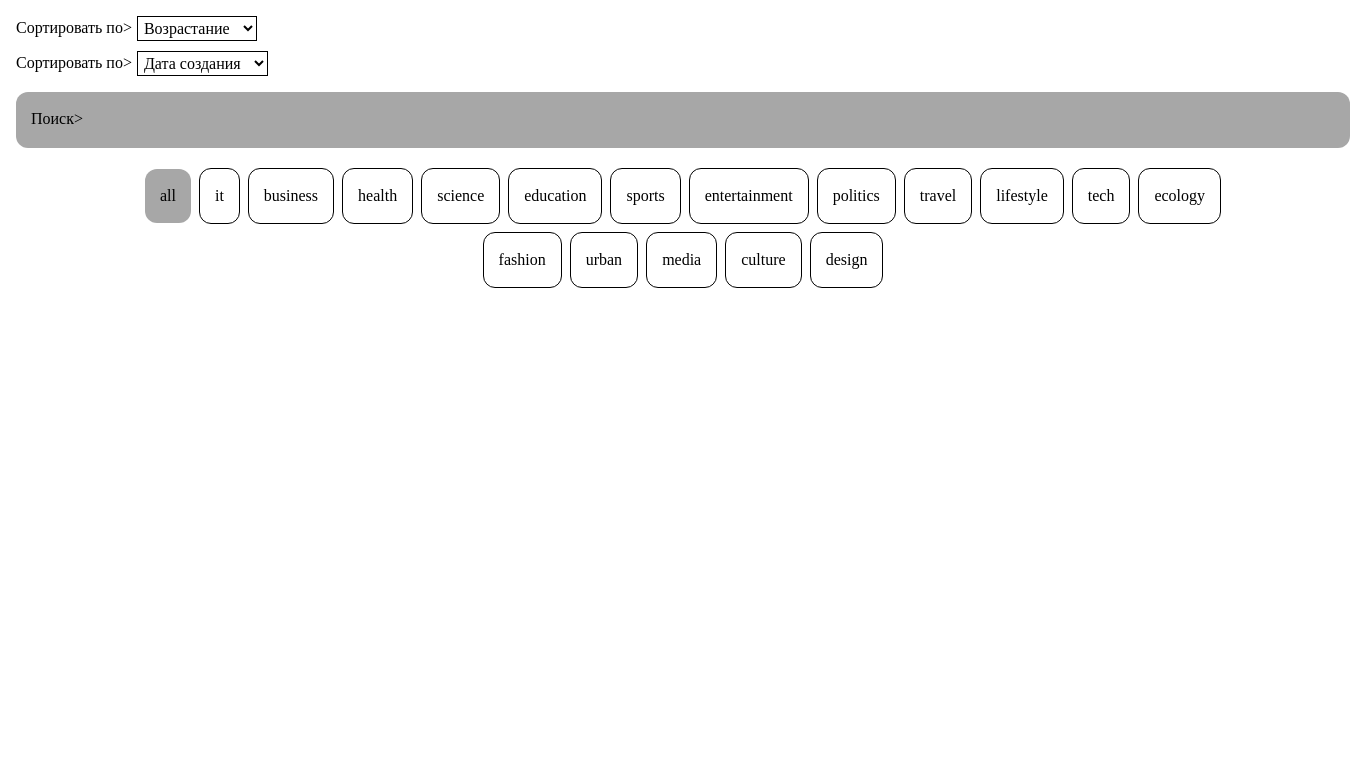 Сортировать по> Возрастание
Сортировать по> Дата создания
Поиск>
all it business health science education sports entertainment politics travel lifestyle tech ecology
fashion urban media culture design